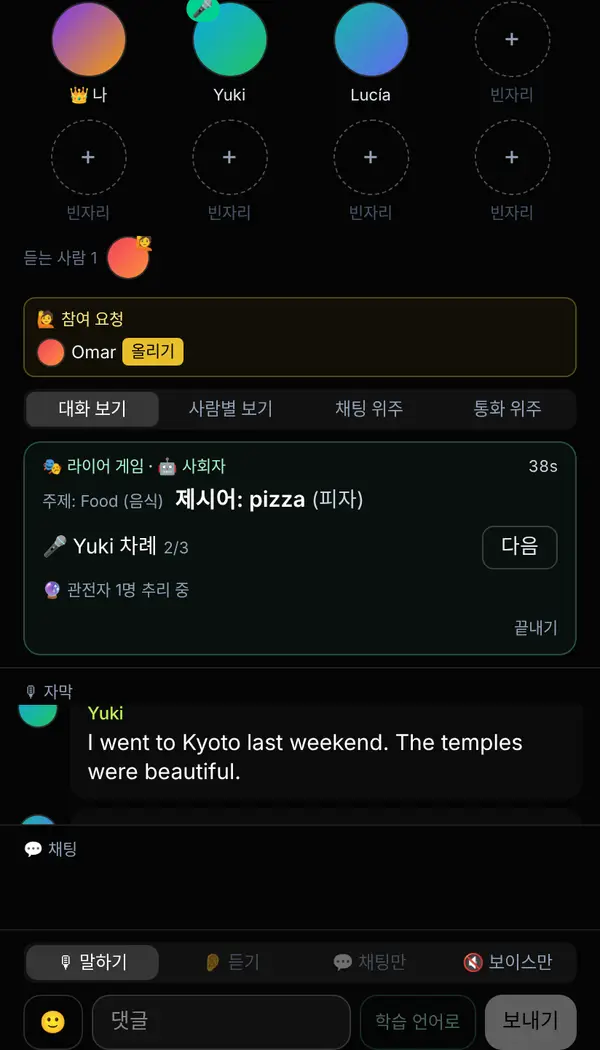 👑 나 Yuki Lucía 빈자리
빈자리 빈자리 빈자리 빈자리
듣는 사람 1
🙋 참여 요청
Omar 올리기
대화 보기 사람별 보기 채팅 위주 통화 위주
🎭 라이어 게임 · 🤖 사회자 38s
주제: Food (음식) 제시어: pizza (피자)
🎤 Yuki 차례 2/3 다음
🔮 관전자 1명 추리 중
끝내기
🎙 자막
Yuki
I went to Kyoto last weekend. The temples
were beautiful.
💬 채팅
🎙 말하기 👂 듣기 💬 채팅만 🔇 보이스만
🙂 댓글 학습 언어로 보내기